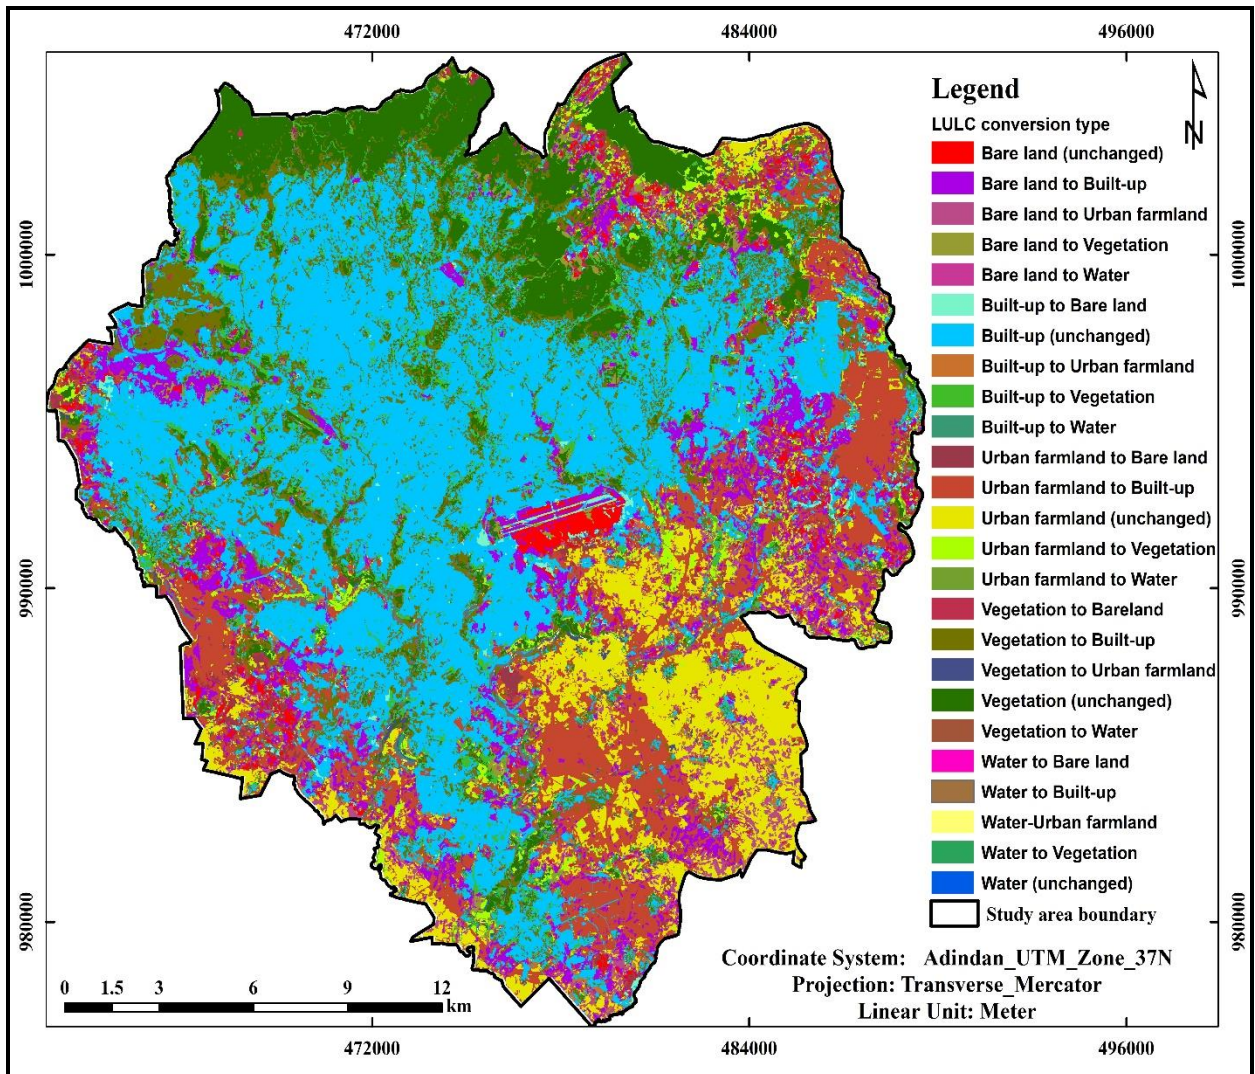 472000 484000 496000
Legend
LULC conversion type
Bare land (unchanged)
Bare land to Built-up
Bare land to Urban farmland
Bare land to Vegetation
Bare land to Water
Built-up to Bare land
Built-up (unchanged)
Built-up to Urban farmland
Built-up to Vegetation
Built-up to Water
Urban farmland to Bare land
Urban farmland to Built-up
Urban farmland (unchanged)
Urban farmland to Vegetation
Urban farmland to Water
Vegetation to Bareland
Vegetation to Built-up
Vegetation to Urban farmland
Vegetation (unchanged)
Vegetation to Water
Water to Bare land
Water to Built-up
Water-Urban farmland
Water to Vegetation
Water (unchanged)
Study area boundary
N
1000000
990000
980000
1000000
990000
980000
Coordinate System: Adindan_UTM_Zone_37N
Projection: Transverse_Mercator
Linear Unit: Meter
0 1.5 3 6 9 12
km
472000 484000 496000